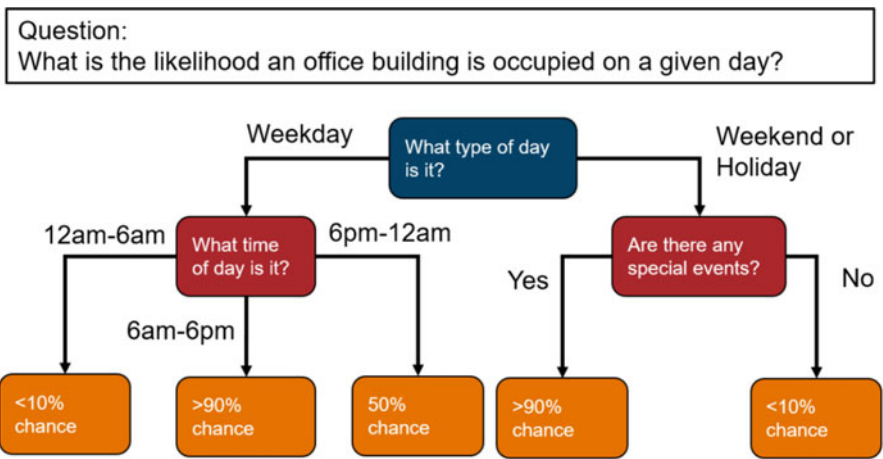 Question:
What is the likelihood an office building is occupied on a given day?
Weekday
What type of day
is it?
Weekend or
Holiday
12am-6am
What time
of day is it?
6pm-12am
Are there any
special events?
Yes
No
6am-6pm
<10%
chance
>90%
chance
50%
chance
>90%
chance
<10%
chance